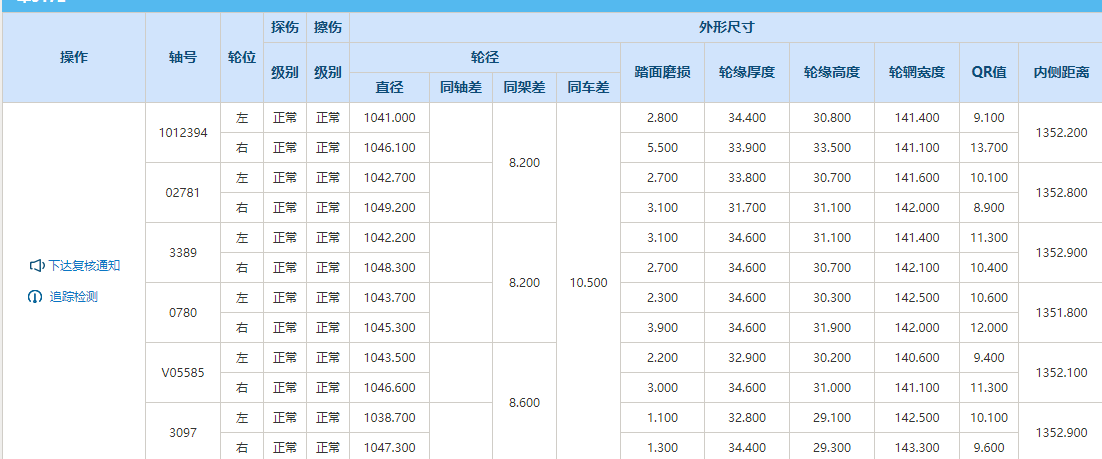 操作 轴号 轮位 探伤 擦伤 外形尺寸
级别 级别 轮径 踏面磨损 轮缘厚度 轮缘高度 轮辋宽度 QR值 内侧距离
直径 同轴差 同架差 同车差
下达复核通知
追踪检测
1012394 左 正常 正常 1041.000 8.200 10.500 2.800 34.400 30.800 141.400 9.100 1352.200
右 正常 正常 1046.100 5.500 33.900 33.500 141.100 13.700
02781 左 正常 正常 1042.700 2.700 33.800 30.700 141.600 10.100 1352.800
右 正常 正常 1049.200 3.100 31.700 31.100 142.000 8.900
3389 左 正常 正常 1042.200 8.200 3.100 34.600 31.100 141.400 11.300 1352.900
右 正常 正常 1048.300 2.700 34.600 30.700 142.100 10.400
0780 左 正常 正常 1043.700 2.300 34.600 30.300 142.500 10.600 1351.800
右 正常 正常 1045.300 3.900 34.600 31.900 142.000 12.000
V05585 左 正常 正常 1043.500 8.600 2.200 32.900 30.200 140.600 9.400 1352.100
右 正常 正常 1046.600 3.000 34.600 31.000 141.100 11.300
3097 左 正常 正常 1038.700 1.100 32.800 29.100 142.500 10.100 1352.900
右 正常 正常 1047.300 1.300 34.400 29.300 143.300 9.600